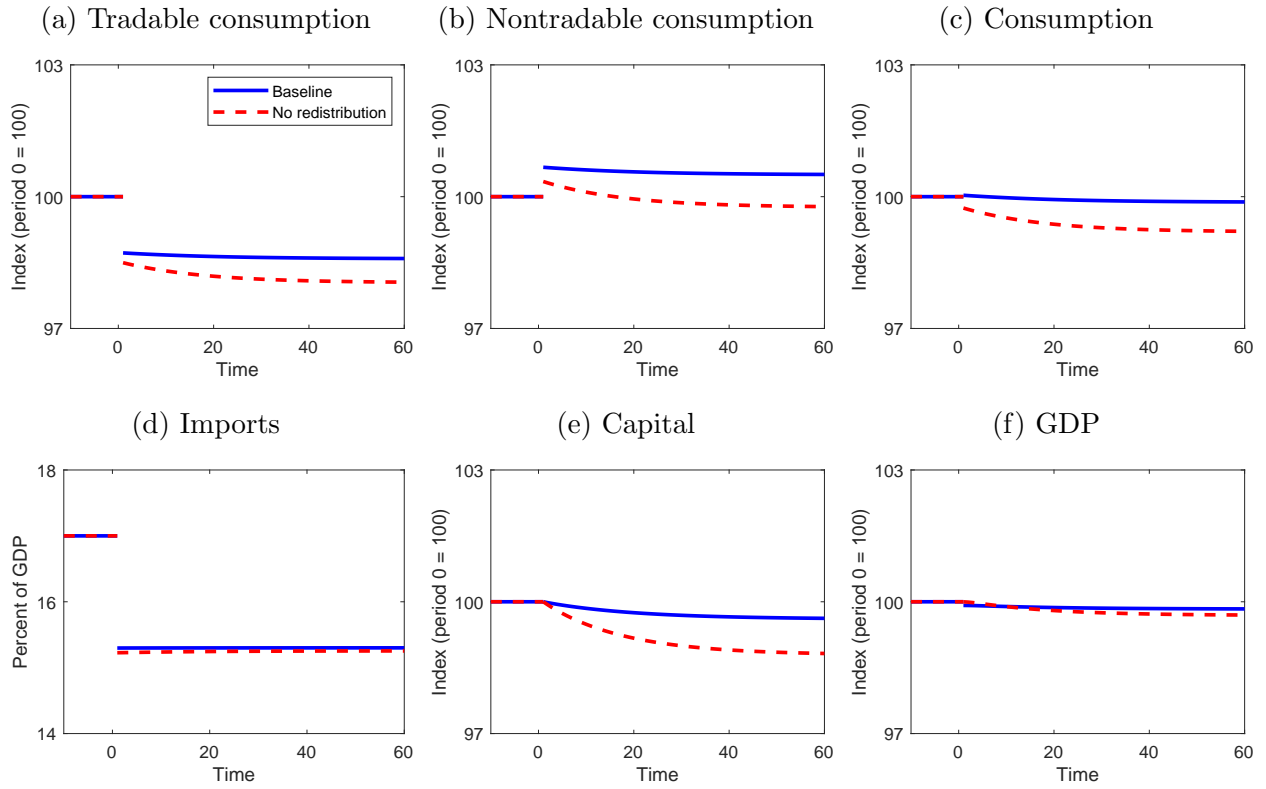 (a) Tradable consumption
103
100
97
Index (period 0 = 100)
Baseline
No redistribution
0 20 40 60
Time
(b) Nontradable consumption
103
100
97
Index (period 0 = 100)
0 20 40 60
Time
(c) Consumption
103
100
97
Index (period 0 = 100)
0 20 40 60
Time
(d) Imports
18
16
14
Percent of GDP
0 20 40 60
Time
(e) Capital
103
100
97
Index (period 0 = 100)
0 20 40 60
Time
(f) GDP
103
100
97
Index (period 0 = 100)
0 20 40 60
Time